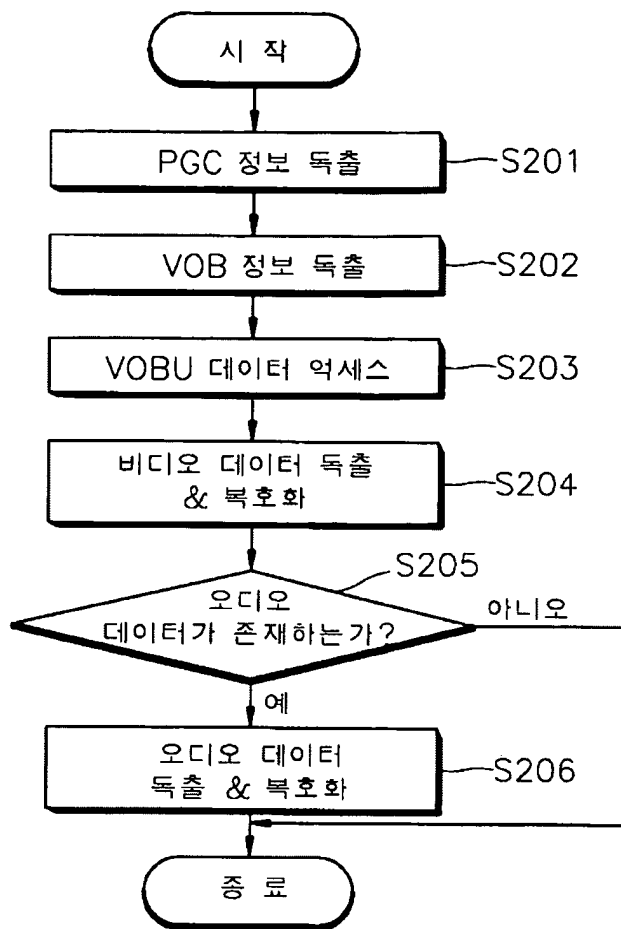 시 작
PGC 정보 독출
S201
VOB 정보 독출
S202
VOBU 데이터 억세스
S203
비디오 데이터 독출
& 복호화
S204
S205
오디오
데이터가 존재하는가?
아니오
예
오디오 데이터
독출 & 복호화
S206
종 료